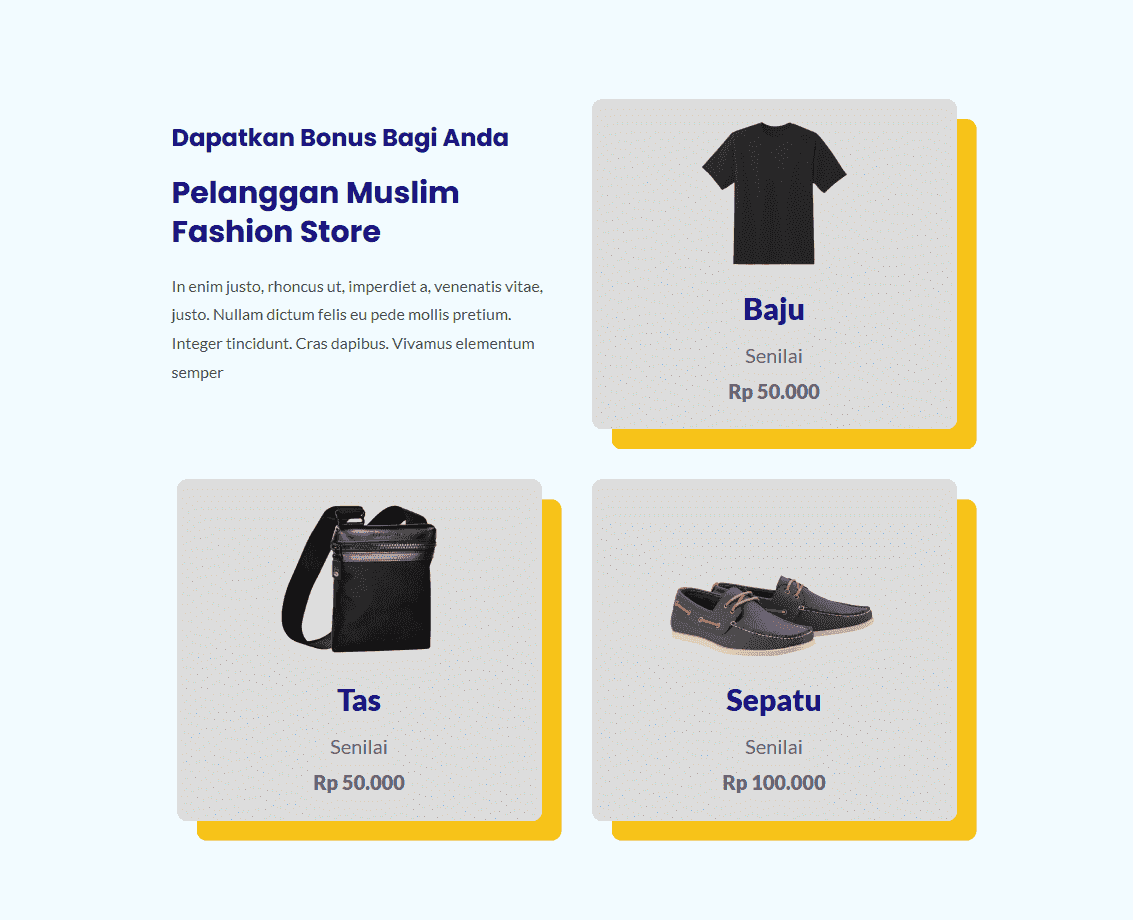 Dapatkan Bonus Bagi Anda
Pelanggan Muslim
Fashion Store
In enim justo, rhoncus ut, imperdiet a, venenatis vitae,
justo. Nullam dictum felis eu pede mollis pretium.
Integer tincidunt. Cras dapibus. Vivamus elementum
semper
Baju
Senilai
Rp 50.000
Tas
Senilai
Rp 50.000
Sepatu
Senilai
Rp 100.000